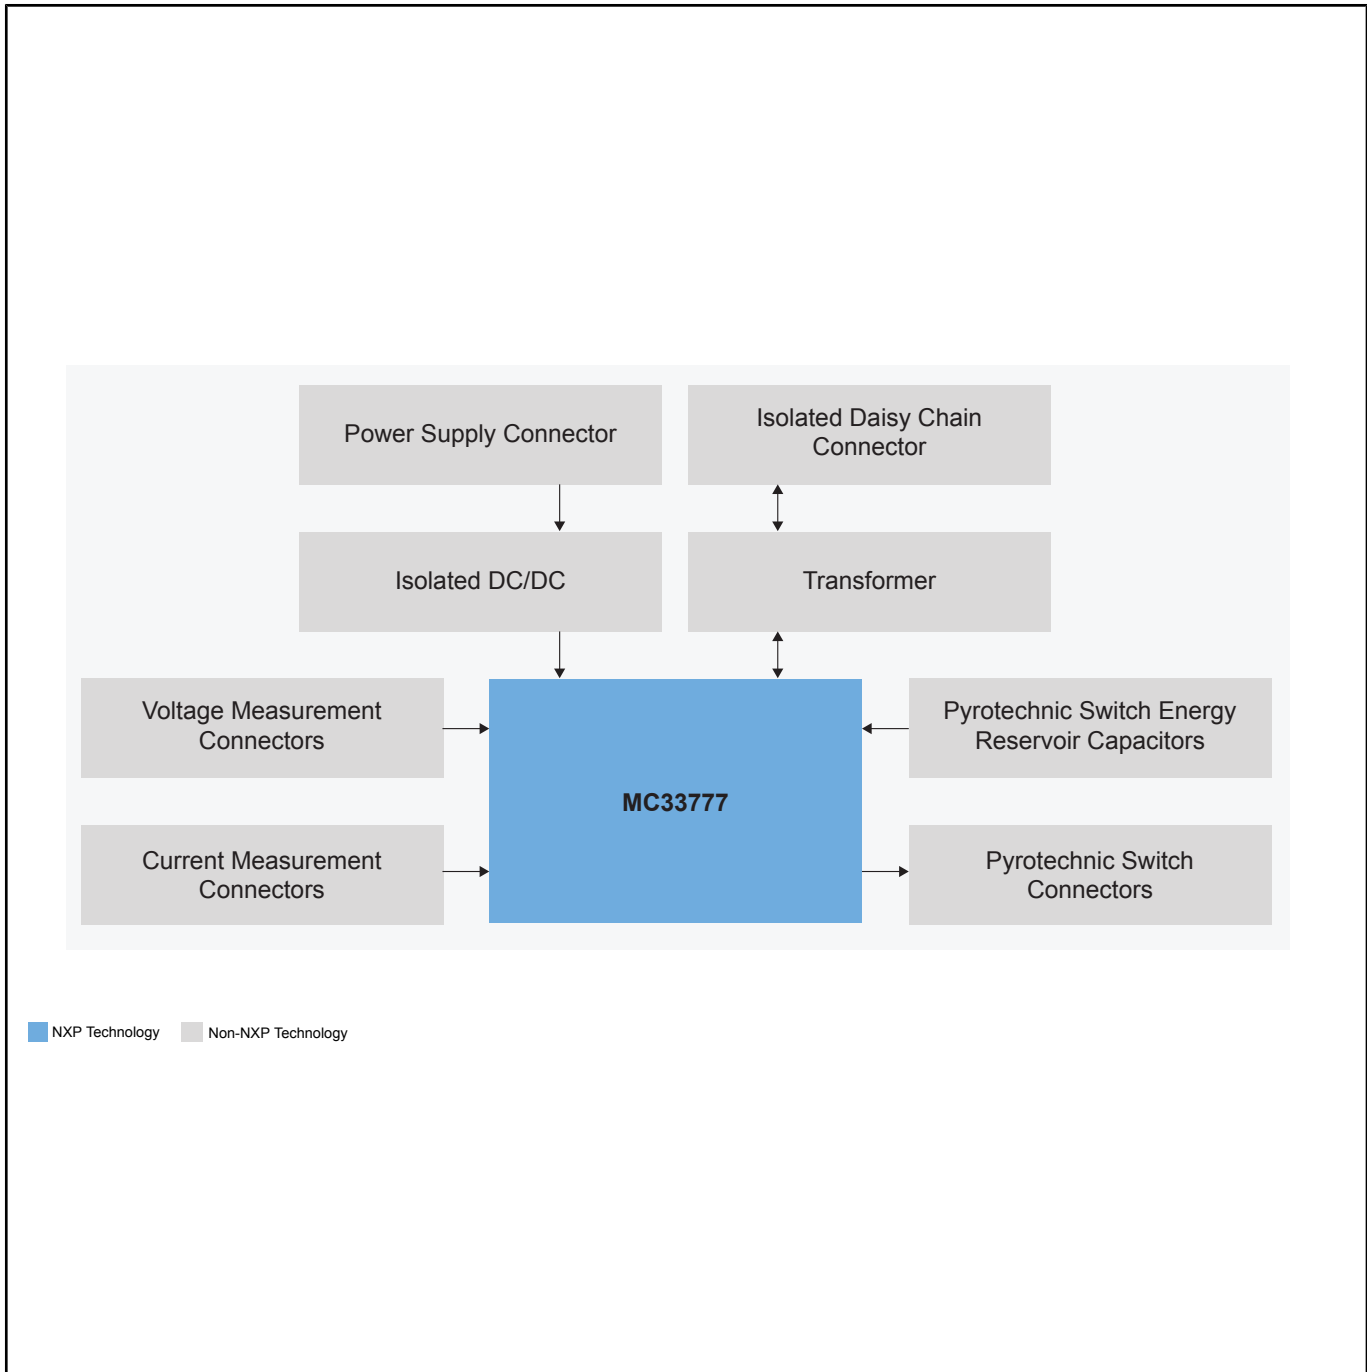 Power Supply Connector
Isolated Daisy Chain
Connector
Isolated DC/DC
Transformer
Voltage Measurement
Connectors
Pyrotechnic Switch Energy
Reservoir Capacitors
MC33777
Current Measurement
Connectors
Pyrotechnic Switch
Connectors
NXP Technology
Non-NXP Technology